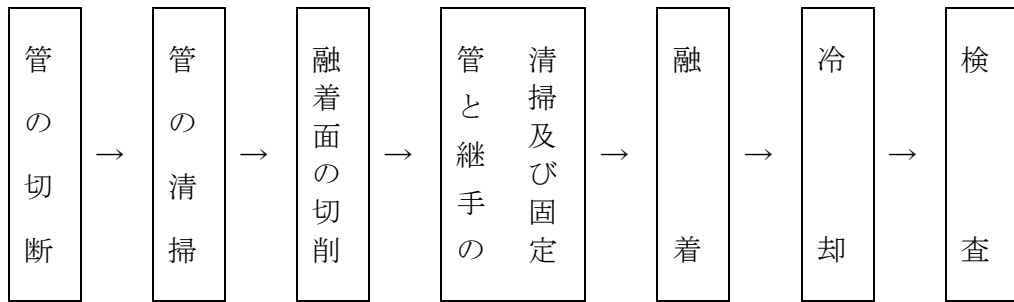 管の切断
→
管の清掃
→
融着面の切削
→
管と継手の
清掃及び固定
→
融着
→
冷却
→
検査